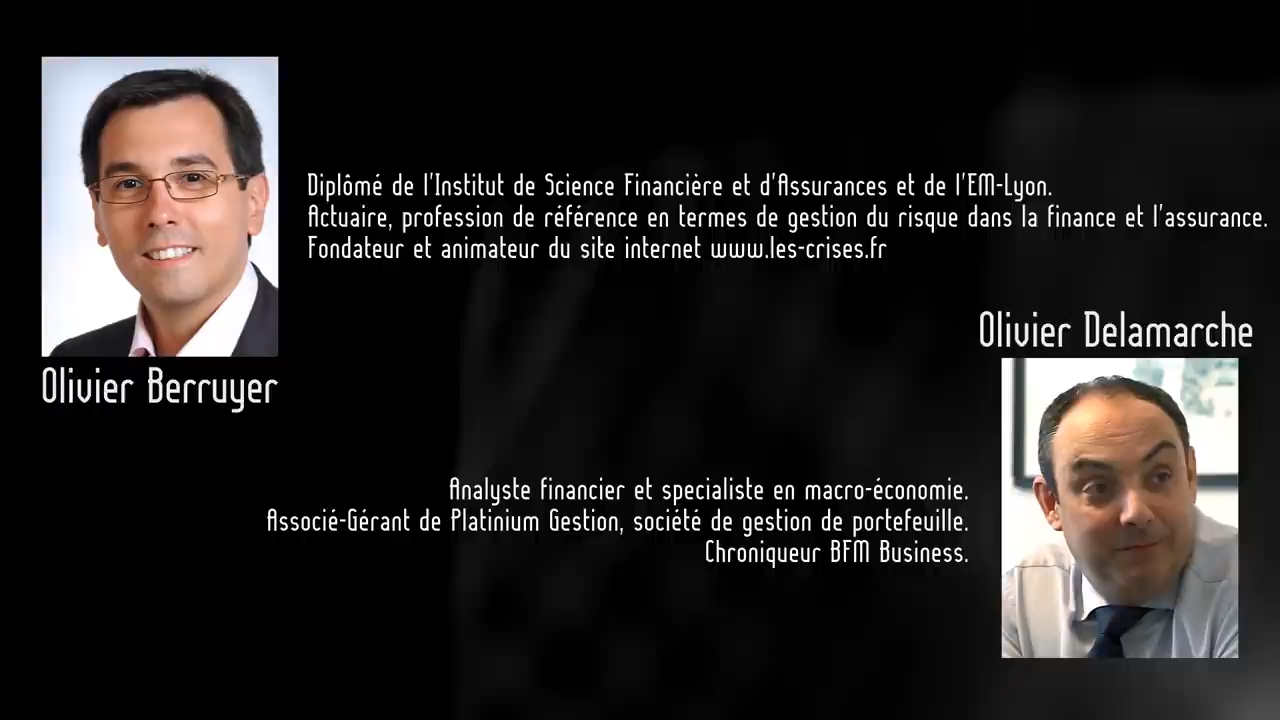 Diplômé de l'Institut de Science Financière et d'Assurances et de l'EM-Lyon.
Actuaire, profession de référence en termes de gestion du risque dans la finance et l'assurance.
Fondateur et animateur du site internet www.les-crises.fr
Olivier Berruyer
Olivier Delamarche
Analyste financier et specialiste en macro-économie.
Associé-Gérant de Platinium Gestion, société de gestion de portefeuille.
Chroniqueur BFM Business.